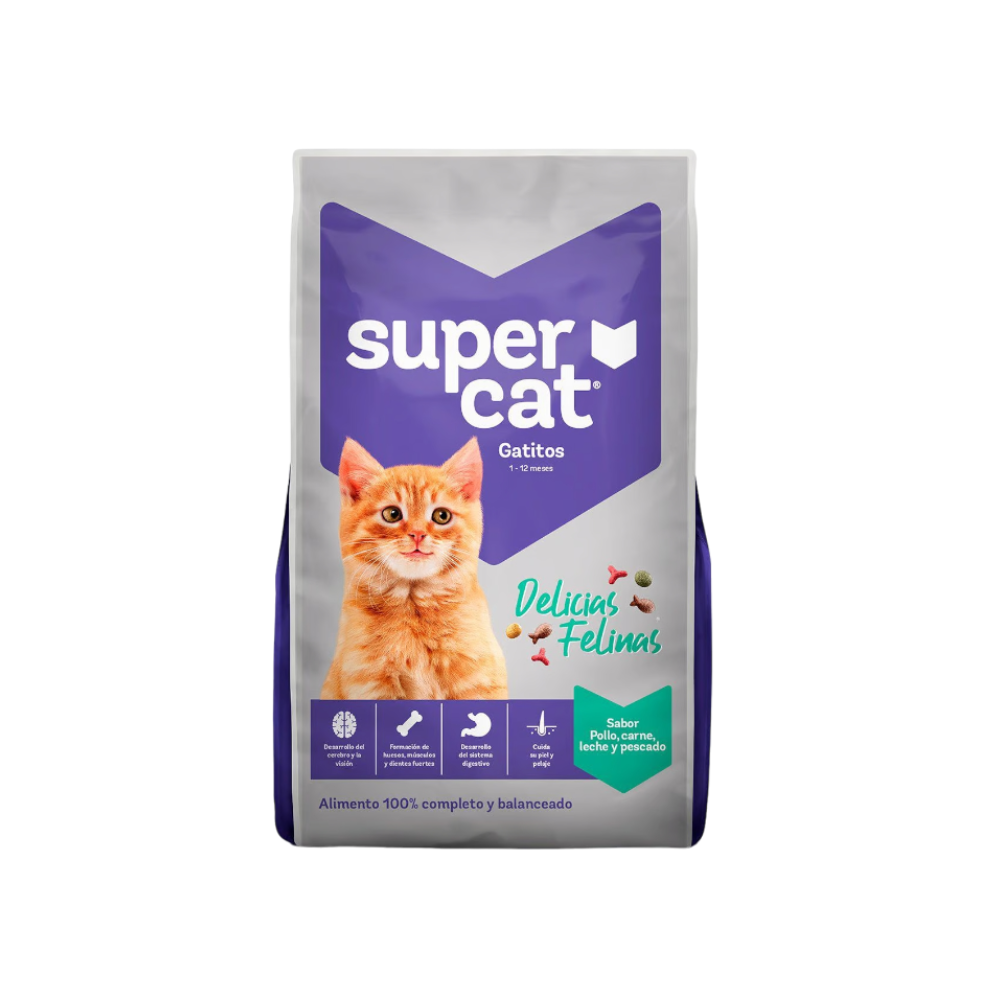 super
cat®
Gatitos
1 - 12 meses
Delicias
Felinas
Desarrollo del
cerebro y la
visión
Formación de
huesos, músculos
y dientes fuertes
Desarrollo
del sistema
digestivo
Cuida
su piel y
pelaje
Sabor
Pollo, carne,
leche y pescado
Alimento 100% completo y balanceado